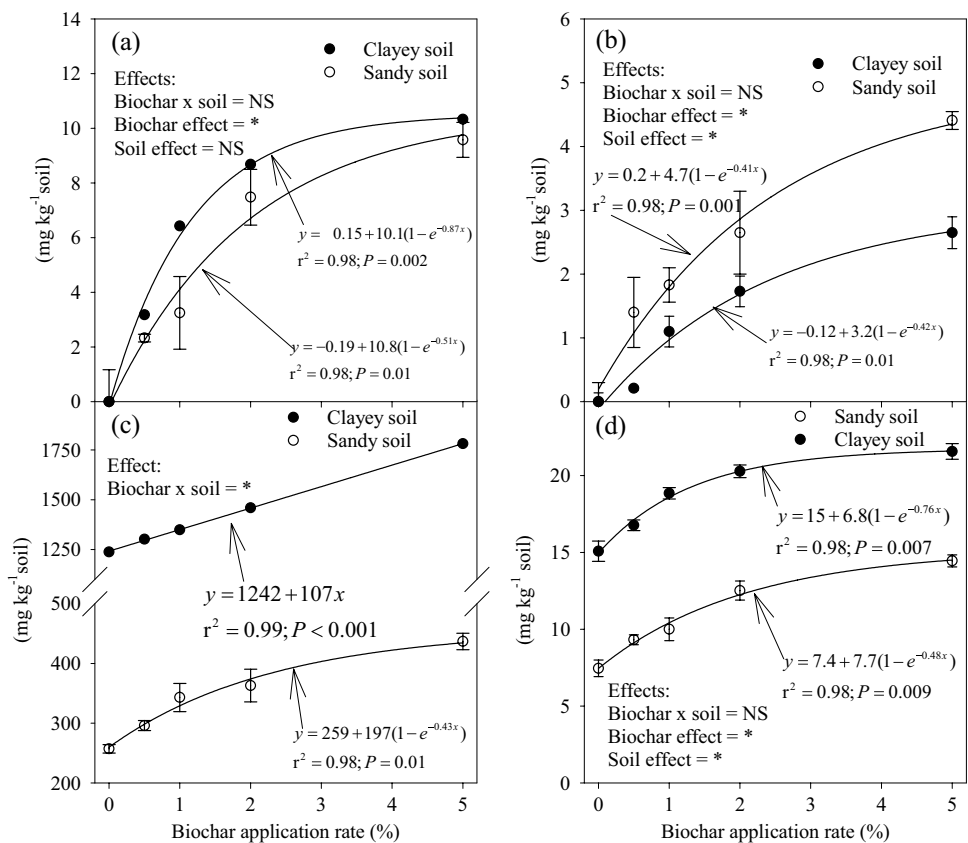 (a)
Clayey soil
Sandy soil
Effects:
Biochar x soil = NS
Biochar effect = *
Soil effect = NS
y = 0.15+10.1(1−e^−0.87x)
r² = 0.98; P = 0.002
y = −0.19+10.8(1−e^−0.51x)
r² = 0.98; P = 0.01
(mg kg⁻¹ soil)
14
12
10
8
6
4
2
0
(b)
Clayey soil
Sandy soil
Effects:
Biochar x soil = NS
Biochar effect = *
Soil effect = *
y = 0.2+4.7(1−e^−0.41x)
r² = 0.98; P = 0.001
y = −0.12+3.2(1−e^−0.42x)
r² = 0.98; P = 0.01
(mg kg⁻¹ soil)
6
5
4
3
2
1
0
(c)
Clayey soil
Sandy soil
Effect:
Biochar x soil = *
y = 1242+107x
r² = 0.99; P < 0.001
y = 259+197(1−e^−0.43x)
r² = 0.98; P = 0.01
(mg kg⁻¹ soil)
1750
1500
1250
500
400
300
200
0 1 2 3 4 5
Biochar application rate (%)
(d)
Sandy soil
Clayey soil
y = 15+6.8(1−e^−0.76x)
r² = 0.98; P = 0.007
y = 7.4+7.7(1−e^−0.48x)
r² = 0.98; P = 0.009
Effects:
Biochar x soil = NS
Biochar effect = *
Soil effect = *
(mg kg⁻¹ soil)
20
15
10
5
0
0 1 2 3 4 5
Biochar application rate (%)